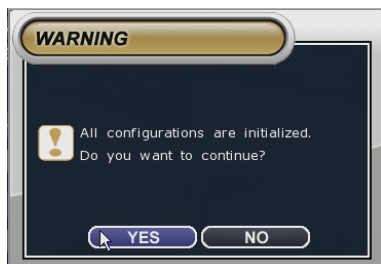 WARNING
All configurations are initialized.
Do you want to continue?
YES NO